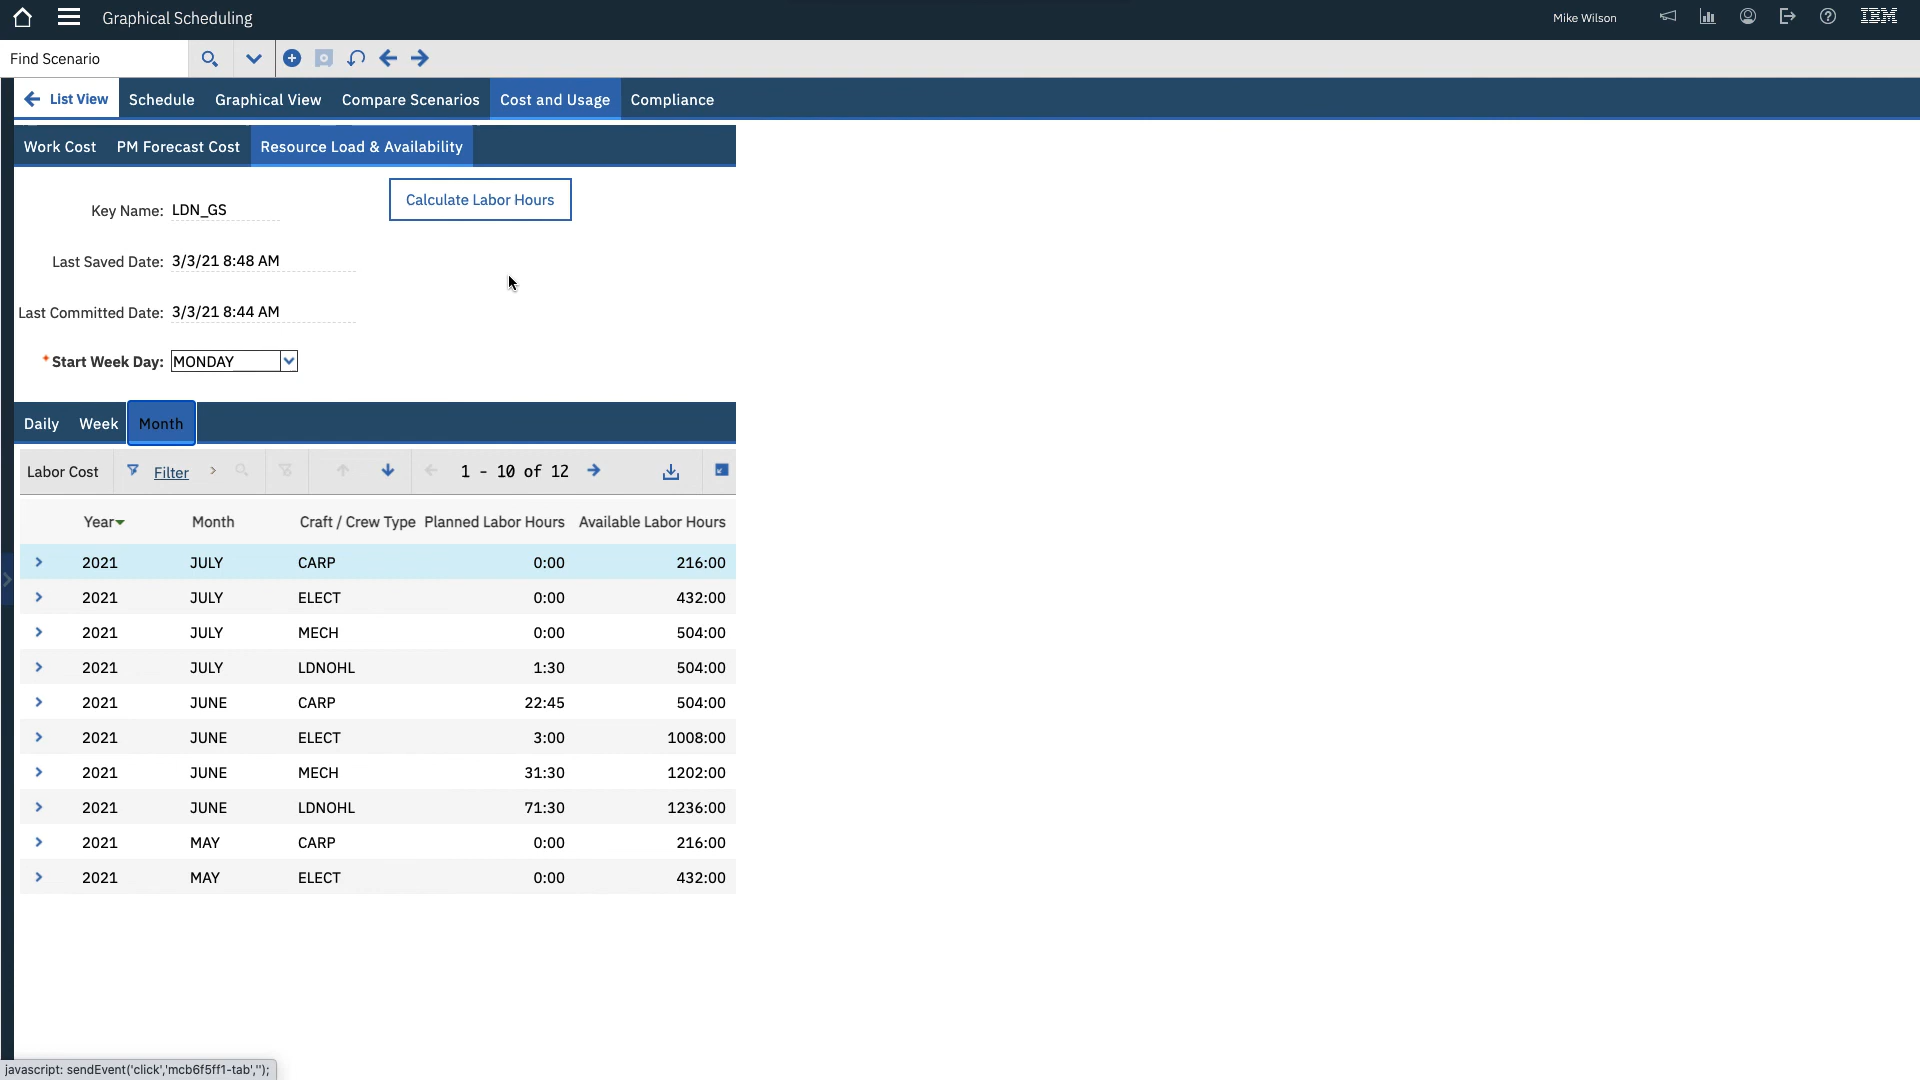 Graphical Scheduling
Mike Wilson
IBM
Find Scenario
List View Schedule Graphical View Compare Scenarios Cost and Usage Compliance
Work Cost PM Forecast Cost Resource Load & Availability
Key Name: LDN_GS
Calculate Labor Hours
Last Saved Date: 3/3/21 8:48 AM
Last Committed Date: 3/3/21 8:44 AM
* Start Week Day: MONDAY
Daily Week Month
Labor Cost Filter 1 - 10 of 12
Year Month Craft / Crew Type Planned Labor Hours Available Labor Hours
2021 JULY CARP 0:00 216:00
2021 JULY ELECT 0:00 432:00
2021 JULY MECH 0:00 504:00
2021 JULY LDNOHL 1:30 504:00
2021 JUNE CARP 22:45 504:00
2021 JUNE ELECT 3:00 1008:00
2021 JUNE MECH 31:30 1202:00
2021 JUNE LDNOHL 71:30 1236:00
2021 MAY CARP 0:00 216:00
2021 MAY ELECT 0:00 432:00
javascript: sendEvent('click','mcb6f5ff1-tab','');